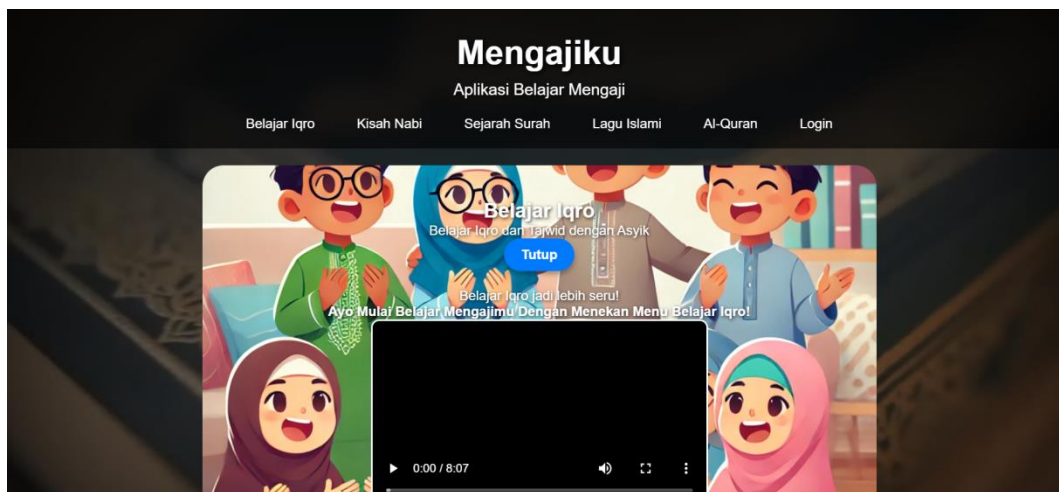 Mengajiku
Aplikasi Belajar Mengaji
Belajar Iqro Kisah Nabi Sejarah Surah Lagu Islami Al-Quran Login
Belajar Iqro
Belajar Iqro dan Tajwid dengan Asyik
Tutup
Belajar Iqro jadi lebih seru!
Ayo Mulai Belajar Mengajimu Dengan Menekan Menu Belajar Iqro!
0:00 / 8:07